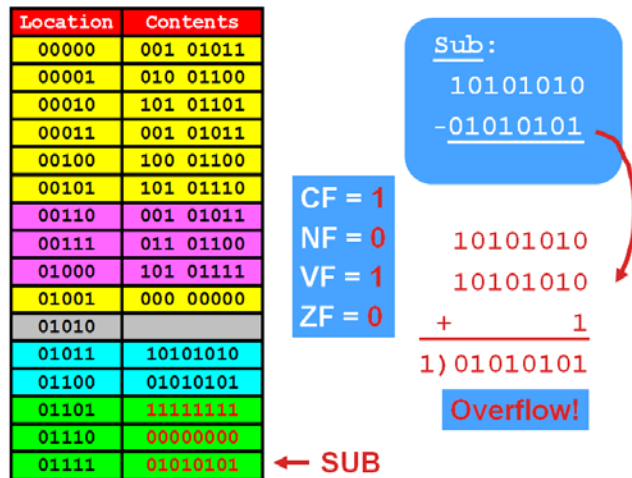 Location Contents
00000 001 01011
00001 010 01100
00010 101 01101
00011 001 01011
00100 100 01100
00101 101 01110
00110 001 01011
00111 011 01100
01000 101 01111
01001 000 00000
01010
01011 10101010
01100 01010101
01101 11111111
01110 00000000
01111 01010101
← SUB
CF = 1
NF = 0
VF = 1
ZF = 0
Sub:
10101010
-01010101
10101010
10101010
+ 1
1)01010101
Overflow!